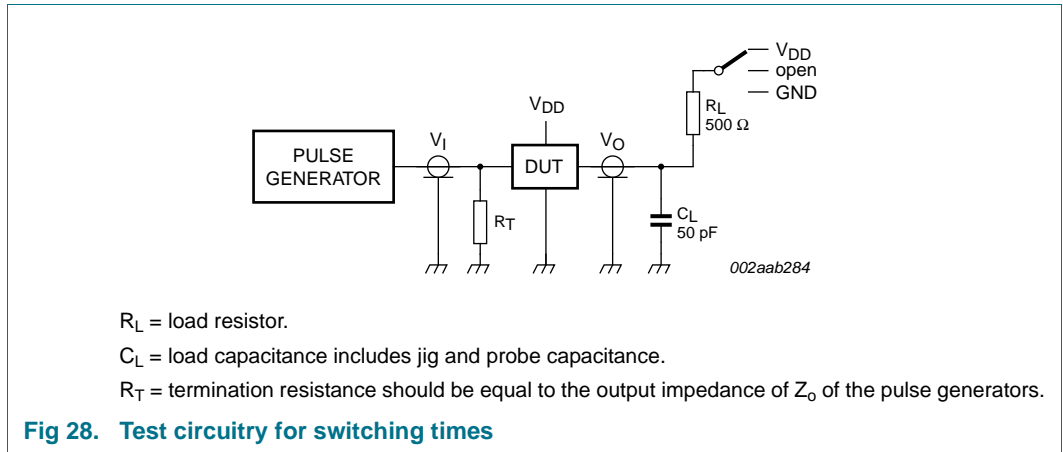 V_DD
open
GND
R_L
500 Ω
V_DD
V_I
V_O
PULSE
GENERATOR
DUT
R_T
C_L
50 pF
002aab284
R_L = load resistor.
C_L = load capacitance includes jig and probe capacitance.
R_T = termination resistance should be equal to the output impedance of Z_o of the pulse generators.
Fig 28. Test circuitry for switching times